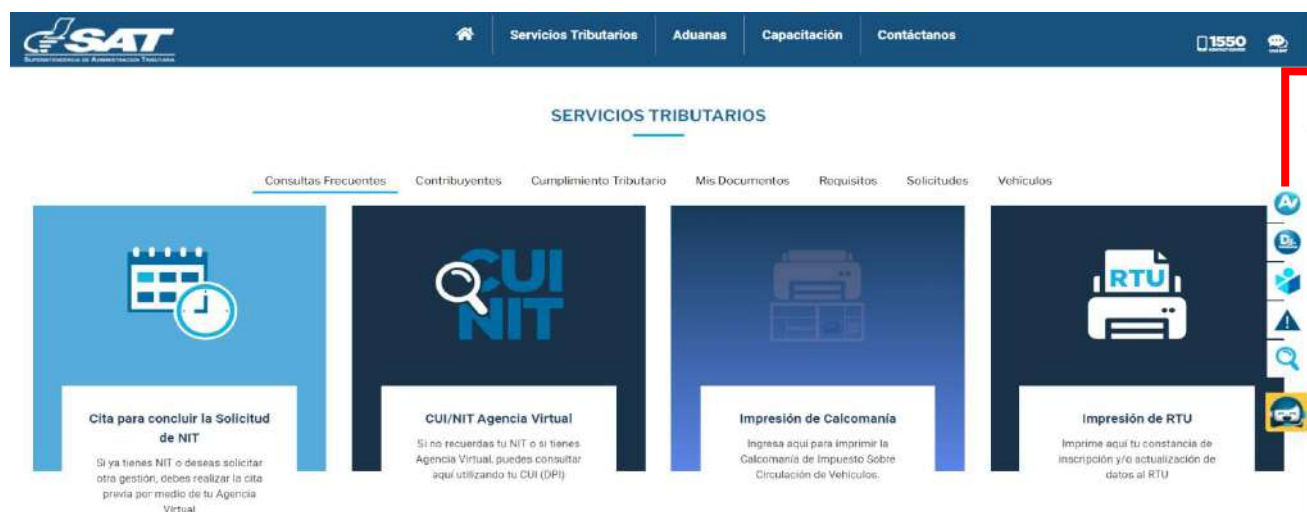 SAT
SUPERINTENDENCIA DE ADMINISTRACIÓN TRIBUTARIA
Servicios Tributarios
Aduanas
Capacitación
Contáctanos
1550
CONTACT CENTER
SERVICIOS TRIBUTARIOS
Consultas Frecuentes
Contribuyentes
Cumplimiento Tributario
Mis Documentos
Requisitos
Solicitudes
Vehículos
CUI
NIT
RTU
Cita para concluir la Solicitud
de NIT
Si ya tienes NIT o deseas solicitar
otra gestión, debes realizar la cita
previa por medio de tu Agencia
Virtual
CUI/NIT Agencia Virtual
Si no recuerdas tu NIT o si tienes
Agencia Virtual, puedes consultar
aquí utilizando tu CUI (DPI)
Impresión de Calcomanía
Ingresa aquí para imprimir la
Calcomanía de Impuesto Sobre
Circulación de Vehículos.
Impresión de RTU
Imprime aquí tu constancia de
inscripción y/o actualización de
datos al RTU